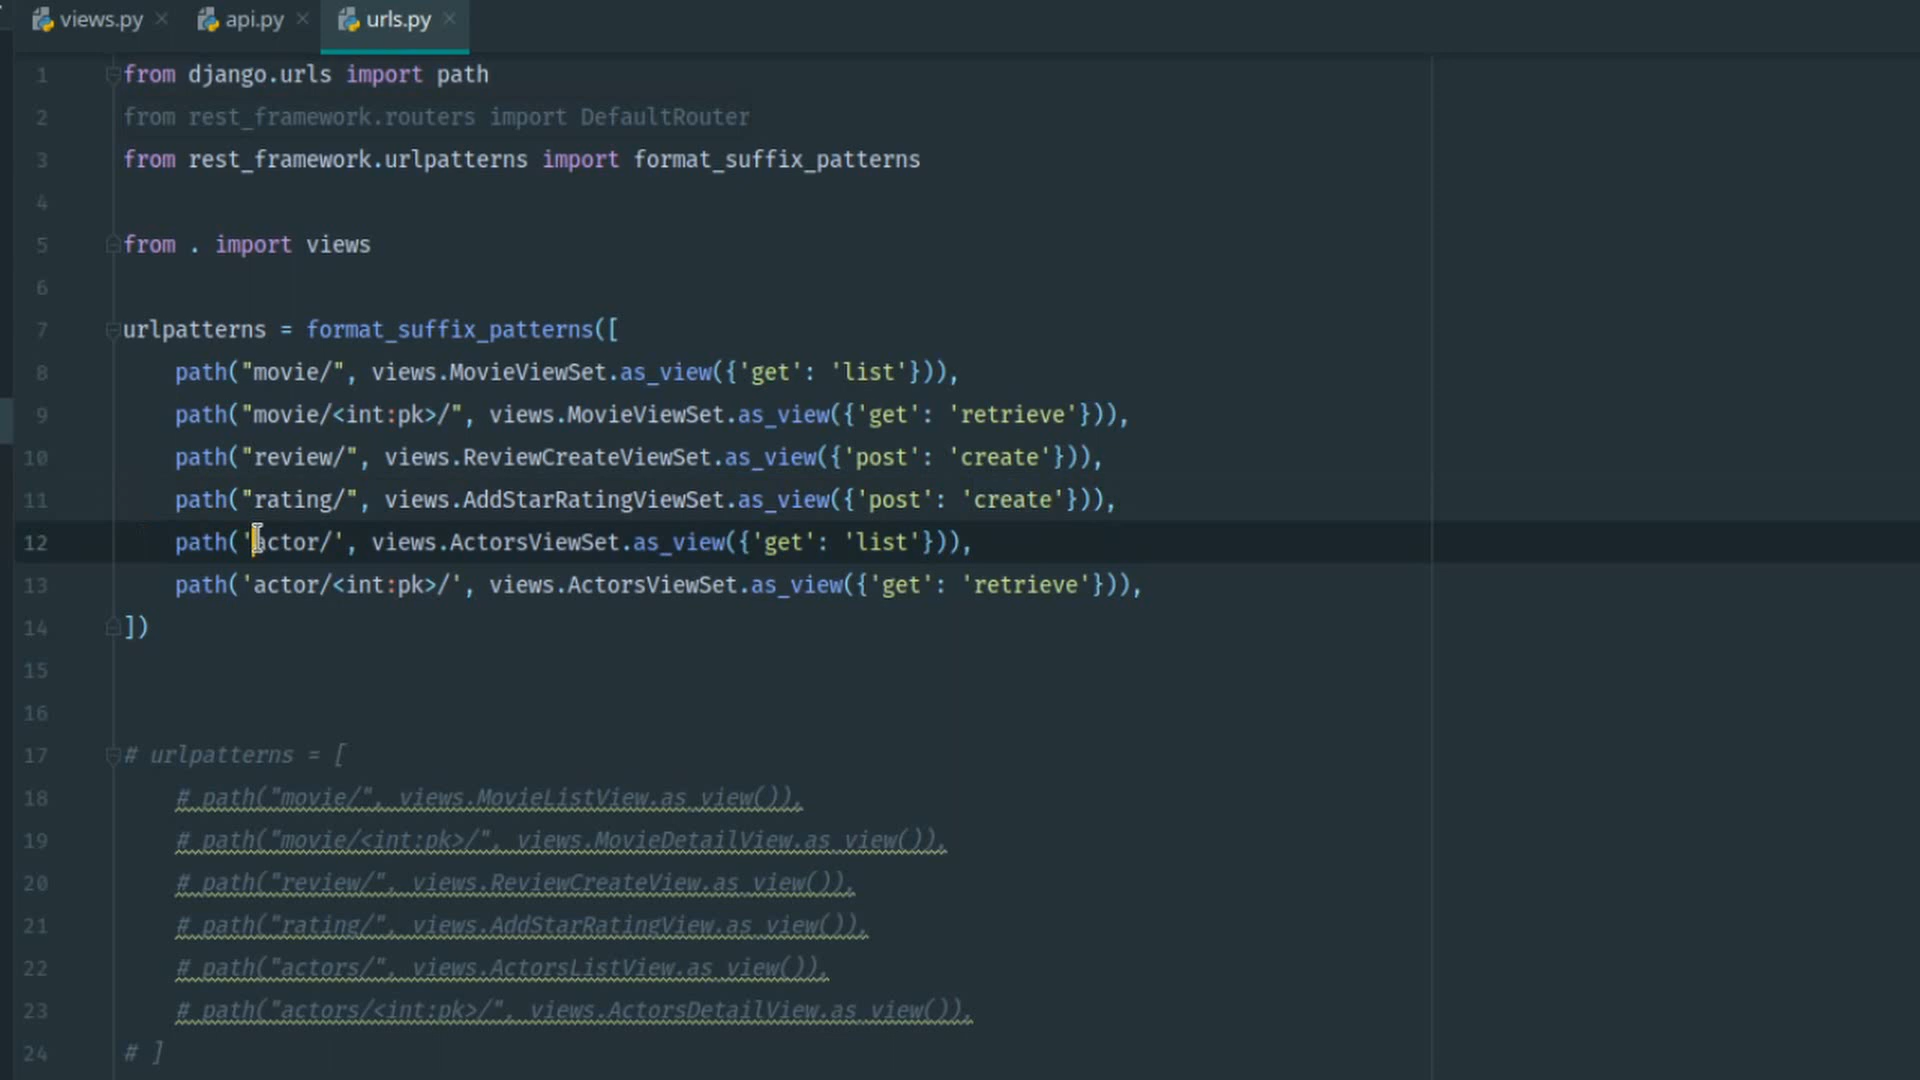 views.py × api.py × urls.py ×
1 from django.urls import path
2 from rest_framework.routers import DefaultRouter
3 from rest_framework.urlpatterns import format_suffix_patterns
4
5 from . import views
6
7 urlpatterns = format_suffix_patterns([
8 path("movie/", views.MovieViewSet.as_view({'get': 'list'})),
9 path("movie/<int:pk>/", views.MovieViewSet.as_view({'get': 'retrieve'})),
10 path("review/", views.ReviewCreateViewSet.as_view({'post': 'create'})),
11 path("rating/", views.AddStarRatingViewSet.as_view({'post': 'create'})),
12 path('actor/', views.ActorsViewSet.as_view({'get': 'list'})),
13 path('actor/<int:pk>/', views.ActorsViewSet.as_view({'get': 'retrieve'})),
14 ])
15
16
17 # urlpatterns = [
18 # path("movie/", views.MovieListView.as_view()),
19 # path("movie/<int:pk>/", views.MovieDetailView.as_view()),
20 # path("review/", views.ReviewCreateView.as_view()),
21 # path("rating/", views.AddStarRatingView.as_view()),
22 # path("actors/", views.ActorsListView.as_view()),
23 # path("actors/<int:pk>/", views.ActorsDetailView.as_view()),
24 # ]